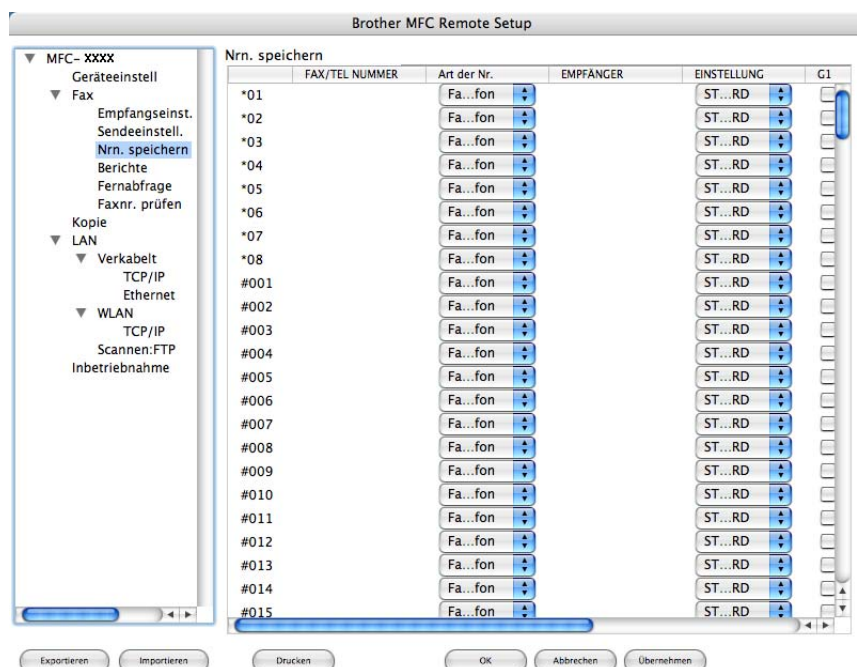 Brother MFC Remote Setup
MFC- XXXX
Geräteeinstell
Fax
Empfangseinst.
Sendeeinstell.
Nrn. speichern
Berichte
Fernabfrage
Faxnr. prüfen
Kopie
LAN
Verkabelt
TCP/IP
Ethernet
WLAN
TCP/IP
Scannen:FTP
Inbetriebnahme
Nrn. speichern
FAX/TEL NUMMER Art der Nr. EMPFÄNGER EINSTELLUNG G1
*01 Fa...fon ST...RD
*02 Fa...fon ST...RD
*03 Fa...fon ST...RD
*04 Fa...fon ST...RD
*05 Fa...fon ST...RD
*06 Fa...fon ST...RD
*07 Fa...fon ST...RD
*08 Fa...fon ST...RD
#001 Fa...fon ST...RD
#002 Fa...fon ST...RD
#003 Fa...fon ST...RD
#004 Fa...fon ST...RD
#005 Fa...fon ST...RD
#006 Fa...fon ST...RD
#007 Fa...fon ST...RD
#008 Fa...fon ST...RD
#009 Fa...fon ST...RD
#010 Fa...fon ST...RD
#011 Fa...fon ST...RD
#012 Fa...fon ST...RD
#013 Fa...fon ST...RD
#014 Fa...fon ST...RD
#015 Fa...fon ST...RD
Exportieren Importieren Drucken OK Abbrechen Übernehmen